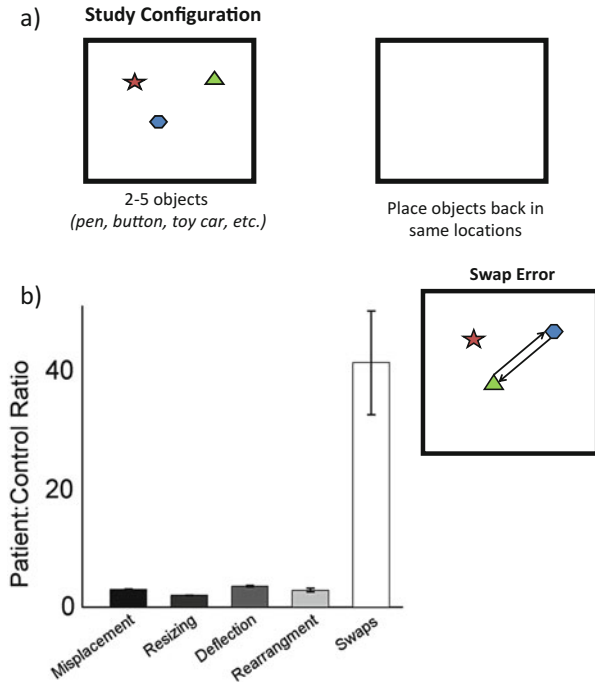 a)
Study Configuration
2-5 objects
(pen, button, toy car, etc.)
Place objects back in
same locations
b)
Swap Error
Patient:Control Ratio
40
20
0
Misplacement
Resizing
Deflection
Rearrangment
Swaps